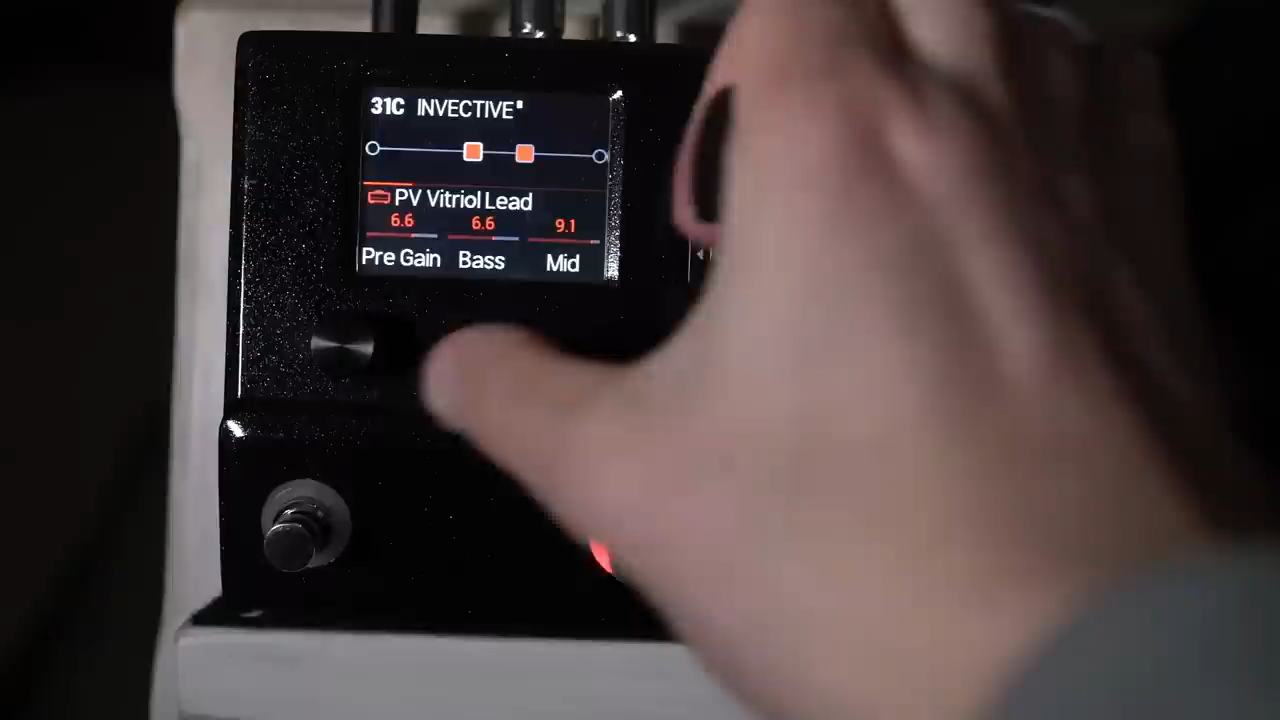 31C INVECTIVE
PV Vitriol Lead
6.6 6.6 9.1
Pre Gain Bass Mid